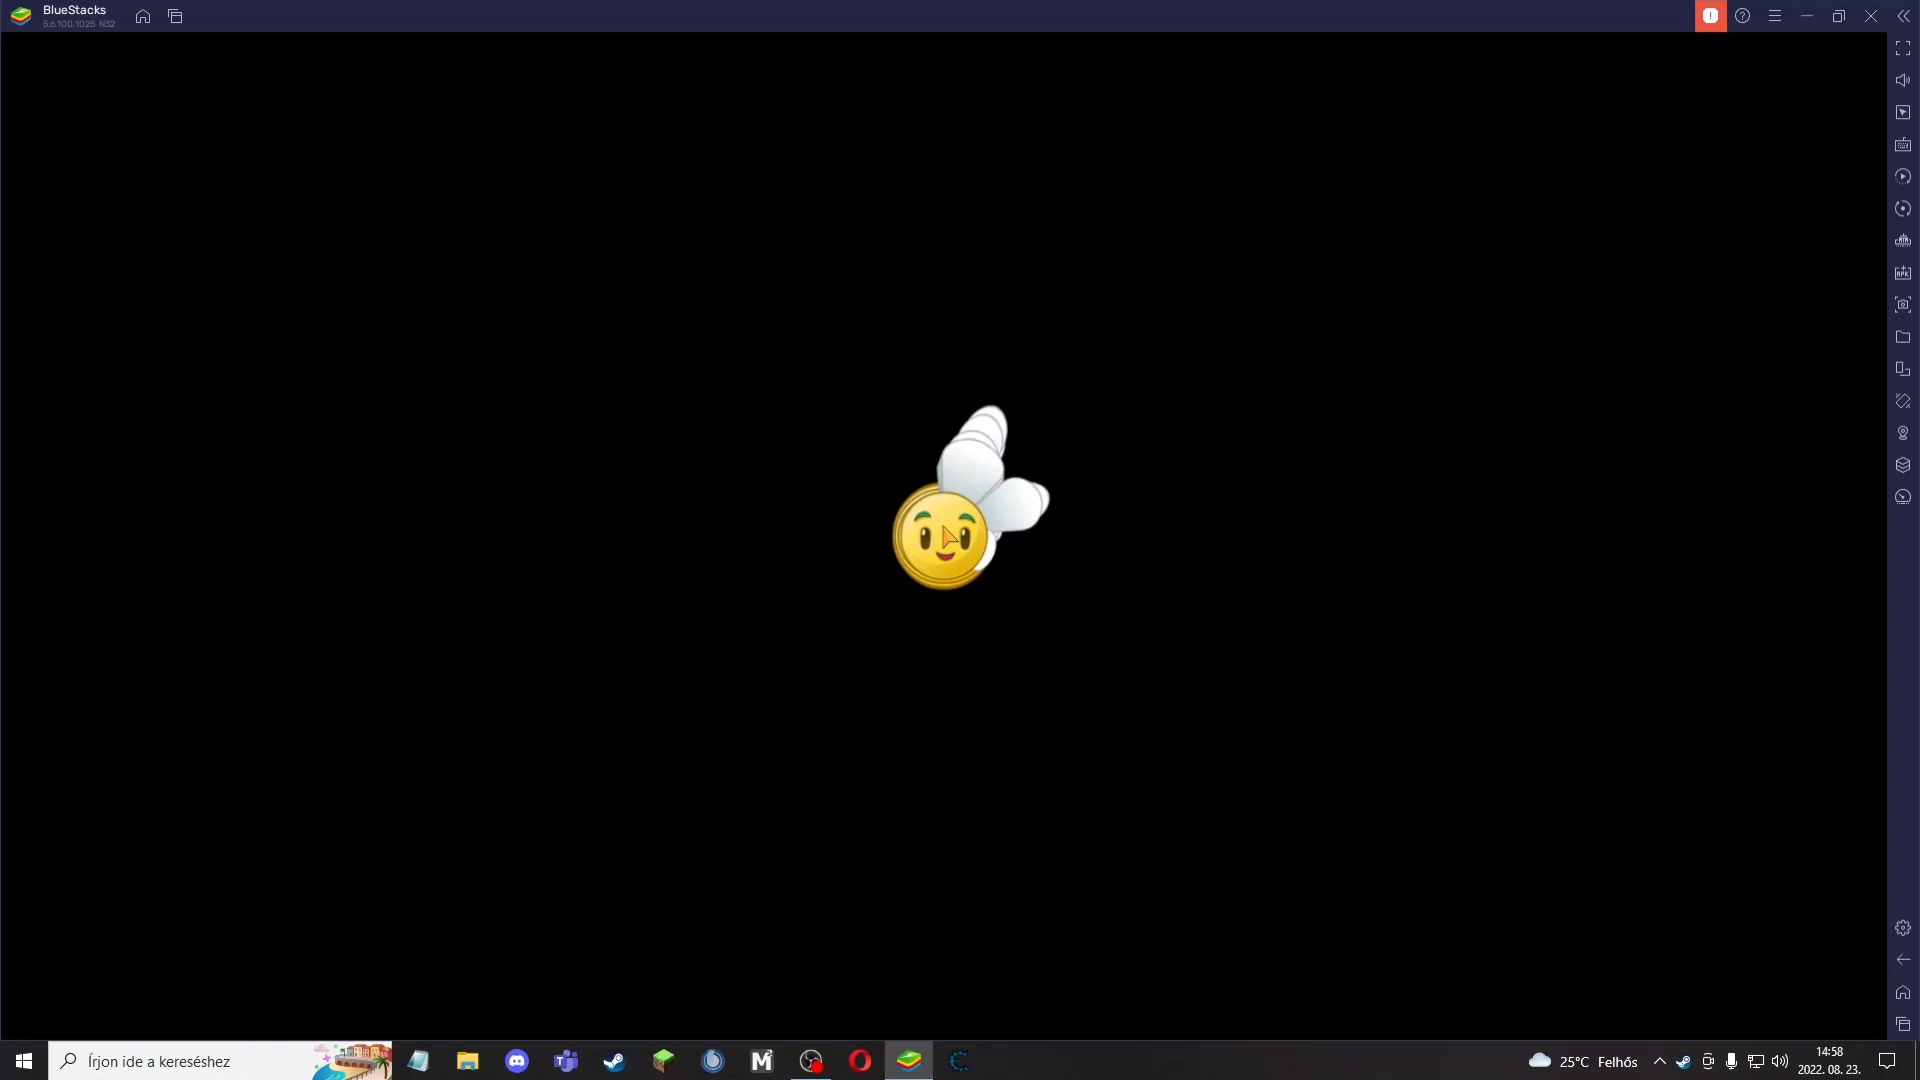 BlueStacks
5.6.100.1026 N32
Írjon ide a kereséshez
25°C Felhős
14:58
2022. 08. 23.